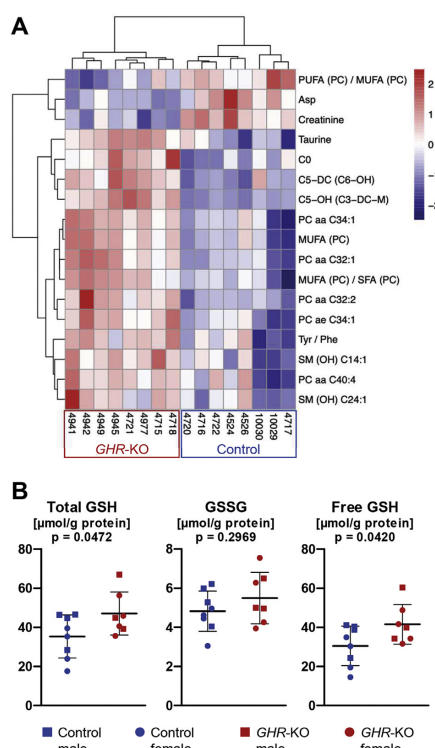 A
PUFA (PC) / MUFA (PC)
Asp
Creatinine
Taurine
C0
C5−DC (C6−OH)
C5−OH (C3−DC−M)
PC aa C34:1
MUFA (PC)
PC aa C32:1
MUFA (PC) / SFA (PC)
PC aa C32:2
PC ae C34:1
Tyr / Phe
SM (OH) C14:1
PC aa C40:4
SM (OH) C24:1
2
1
0
4941
4942
4949
4945
4721
4977
4715
4718
4720
4716
4722
4524
4526
10030
10029
4717
GHR-KO
Control
B
Total GSH
[µmol/g protein]
p = 0.0472
80
60
40
20
0
GSSG
[µmol/g protein]
p = 0.2969
8
6
4
2
0
Free GSH
[µmol/g protein]
p = 0.0420
80
60
40
20
0
Control
Control
GHR-KO
GHR-KO